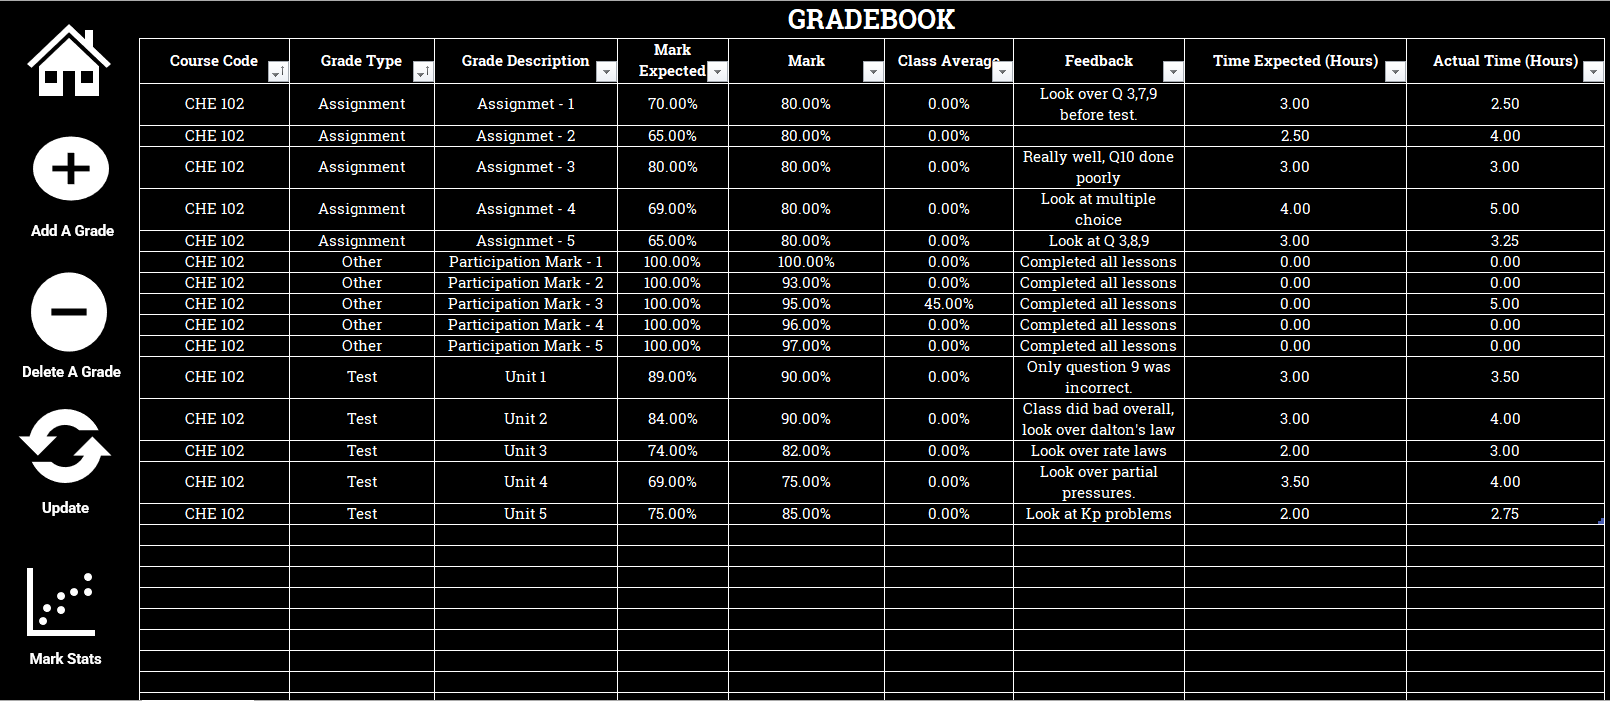 GRADEBOOK
Course Code Grade Type Grade Description Mark Expected Mark Class Average Feedback Time Expected (Hours) Actual Time (Hours)
CHE 102 Assignment Assignmet - 1 70.00% 80.00% 0.00% Look over Q 3,7,9 before test. 3.00 2.50
CHE 102 Assignment Assignmet - 2 65.00% 80.00% 0.00% 2.50 4.00
CHE 102 Assignment Assignmet - 3 80.00% 80.00% 0.00% Really well, Q10 done poorly 3.00 3.00
CHE 102 Assignment Assignmet - 4 69.00% 80.00% 0.00% Look at multiple choice 4.00 5.00
CHE 102 Assignment Assignmet - 5 65.00% 80.00% 0.00% Look at Q 3,8,9 3.00 3.25
CHE 102 Other Participation Mark - 1 100.00% 100.00% 0.00% Completed all lessons 0.00 0.00
CHE 102 Other Participation Mark - 2 100.00% 93.00% 0.00% Completed all lessons 0.00 0.00
CHE 102 Other Participation Mark - 3 100.00% 95.00% 45.00% Completed all lessons 0.00 5.00
CHE 102 Other Participation Mark - 4 100.00% 96.00% 0.00% Completed all lessons 0.00 0.00
CHE 102 Other Participation Mark - 5 100.00% 97.00% 0.00% Completed all lessons 0.00 0.00
CHE 102 Test Unit 1 89.00% 90.00% 0.00% Only question 9 was incorrect. 3.00 3.50
CHE 102 Test Unit 2 84.00% 90.00% 0.00% Class did bad overall, look over dalton's law 3.00 4.00
CHE 102 Test Unit 3 74.00% 82.00% 0.00% Look over rate laws 2.00 3.00
CHE 102 Test Unit 4 69.00% 75.00% 0.00% Look over partial pressures. 3.50 4.00
CHE 102 Test Unit 5 75.00% 85.00% 0.00% Look at Kp problems 2.00 2.75
Add A Grade
Delete A Grade
Update
Mark Stats